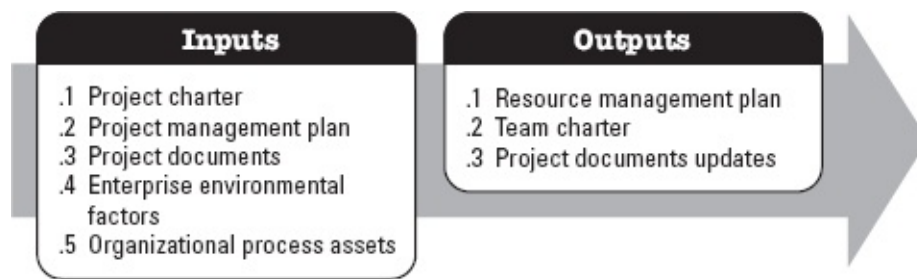 Inputs
.1 Project charter
.2 Project management plan
.3 Project documents
.4 Enterprise environmental
factors
.5 Organizational process assets
Outputs
.1 Resource management plan
.2 Team charter
.3 Project documents updates